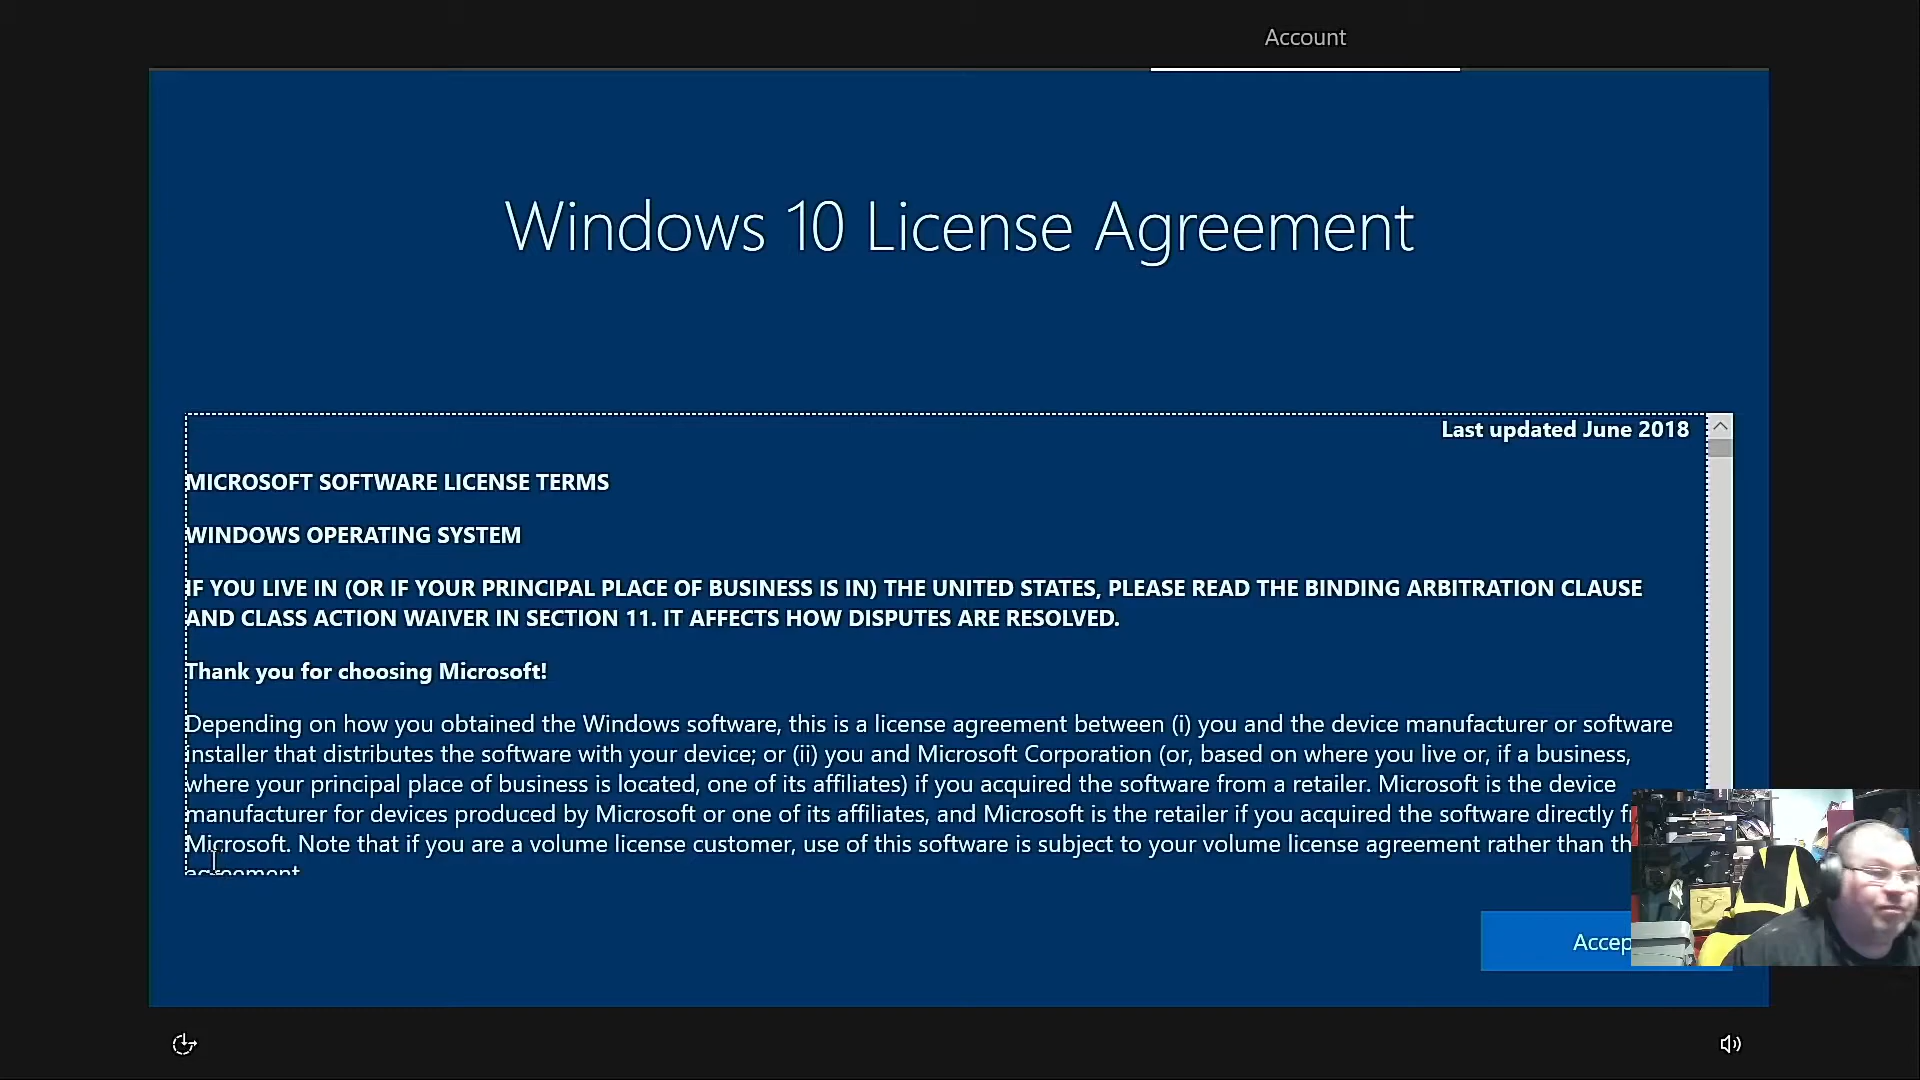 Account
Windows 10 License Agreement
Last updated June 2018
MICROSOFT SOFTWARE LICENSE TERMS
WINDOWS OPERATING SYSTEM
IF YOU LIVE IN (OR IF YOUR PRINCIPAL PLACE OF BUSINESS IS IN) THE UNITED STATES, PLEASE READ THE BINDING ARBITRATION CLAUSE
AND CLASS ACTION WAIVER IN SECTION 11. IT AFFECTS HOW DISPUTES ARE RESOLVED.
Thank you for choosing Microsoft!
Depending on how you obtained the Windows software, this is a license agreement between (i) you and the device manufacturer or software
installer that distributes the software with your device; or (ii) you and Microsoft Corporation (or, based on where you live or, if a business,
where your principal place of business is located, one of its affiliates) if you acquired the software from a retailer. Microsoft is the device
manufacturer for devices produced by Microsoft or one of its affiliates, and Microsoft is the retailer if you acquired the software directly
Microsoft. Note that if you are a volume license customer, use of this software is subject to your volume license agreement rather than